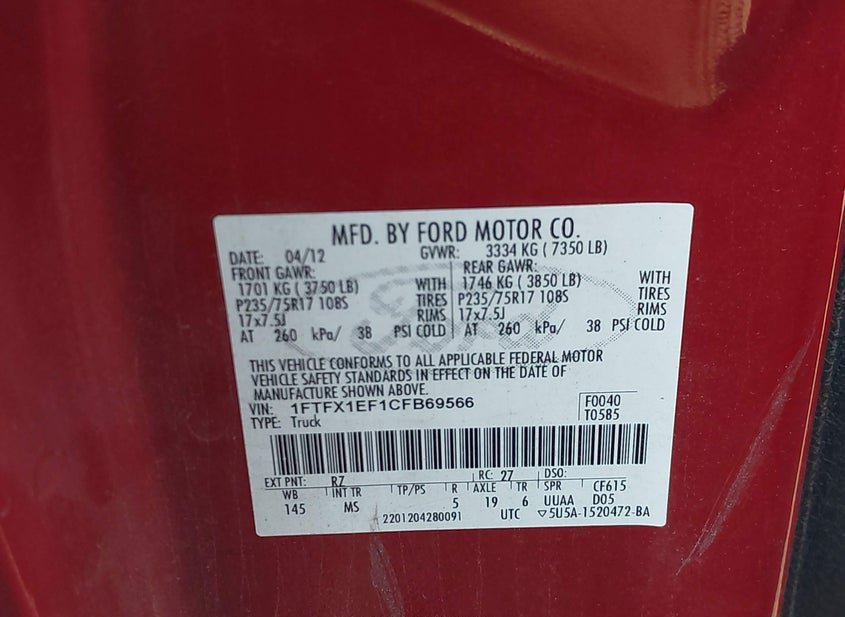 MFD. BY FORD MOTOR CO.
DATE: 04/12 GVWR: 3334 KG ( 7350 LB)
FRONT GAWR: REAR GAWR:
1701 KG ( 3750 LB) WITH 1746 KG ( 3850 LB) WITH
P235/75R17 108S TIRES P235/75R17 108S TIRES
17x7.5J RIMS 17x7.5J RIMS
AT 260 kPa/ 38 PSI COLD AT 260 kPa/ 38 PSI COLD
Ford
THIS VEHICLE CONFORMS TO ALL APPLICABLE FEDERAL MOTOR
VEHICLE SAFETY STANDARDS IN EFFECT ON THE DATE OF
MANUFACTURE SHOWN ABOVE.
VIN: 1FTFX1EF1CFB69566 F0040
TYPE: Truck T0585
EXT PNT: RZ RC: 27 DSO:
WB INT TR TP/PS R AXLE TR SPR CF615
145 MS 5 19 6 UUAA D05
2201204280091 UTC ▽5U5A-1520472-BA